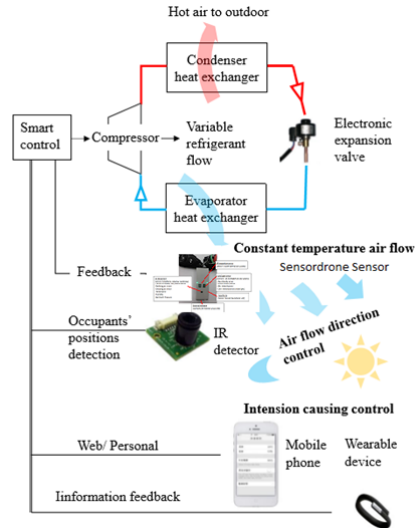 Hot air to outdoor
Condenser
heat exchanger
Smart
control
Compressor
Variable
refrigerant
flow
Electronic
expansion
valve
Evaporator
heat exchanger
Constant temperature air flow
Sensordrone Sensor
Feedback
Occupants'
positions
detection
IR
detector
Air flow direction
control
Intension causing control
Web/ Personal
Mobile
phone
Wearable
device
Iinformation feedback